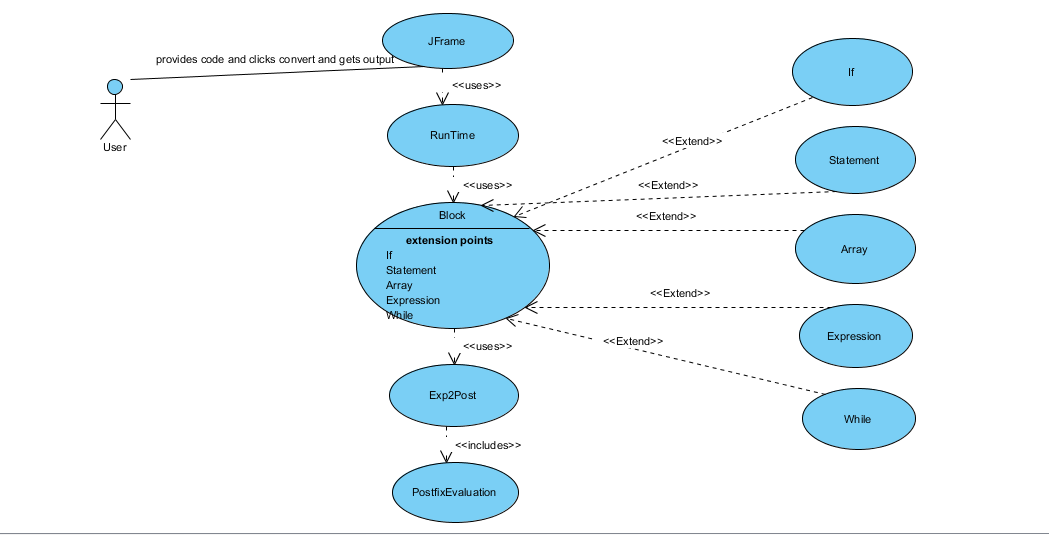 JFrame
provides code and clicks convert and gets output
<<uses>>
If
User
RunTime
<<Extend>>
Statement
<<uses>>
<<Extend>>
Block
<<Extend>>
extension points
If
Statement
Array
Expression
While
Array
<<Extend>>
Expression
<<uses>>
<<Extend>>
Exp2Post
While
<<includes>>
PostfixEvaluation